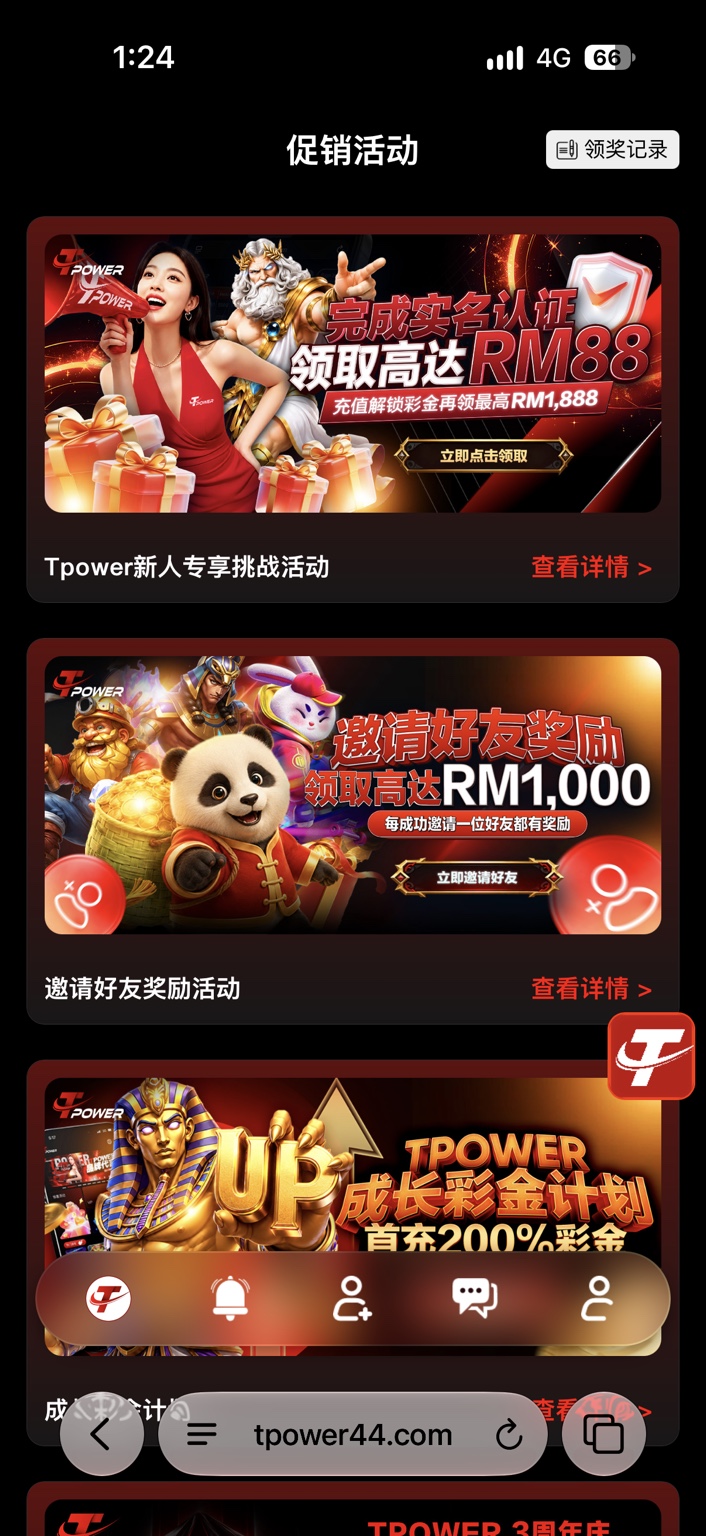 1:24
4G
66
促销活动
领奖记录
TPOWER
TPOWER
TPOWER
完成实名认证
领取高达RM88
充值解锁彩金再领最高RM1,888
立即点击领取
Tpower新人专享挑战活动
查看详情 >
TPOWER
邀请好友奖励
领取高达RM1,000
每成功邀请一位好友都有奖励
立即邀请好友
邀请好友奖励活动
查看详情 >
T
TPOWER
UP
TPOWER
成长彩金计划
首充200%彩金
tpower44.com
TPOWER 3周年庆